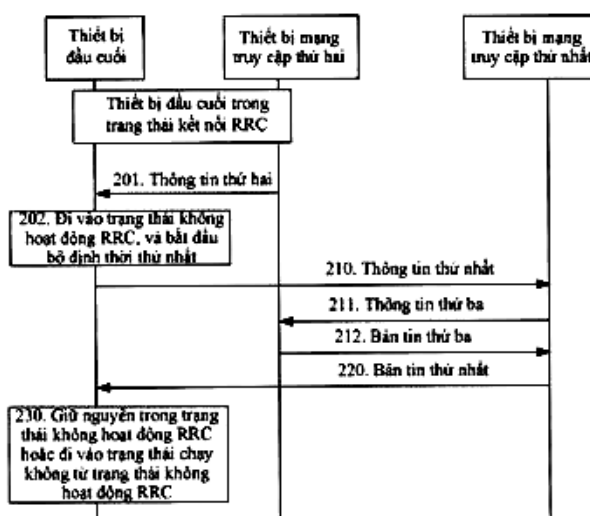 Thiết bị
đầu cuối
Thiết bị mạng
truy cập thứ hai
Thiết bị mạng
truy cập thứ nhất
Thiết bị đầu cuối trong
trạng thái kết nối RRC
201. Thông tin thứ hai
202. Đi vào trạng thái không
hoạt động RRC, và bắt đầu
bộ định thời thứ nhất
210. Thông tin thứ nhất
211. Thông tin thứ ba
212. Bản tin thứ ba
220. Bản tin thứ nhất
230. Giữ nguyên trong trạng
thái không hoạt động RRC
hoặc đi vào trạng thái chạy
không từ trạng thái không
hoạt động RRC